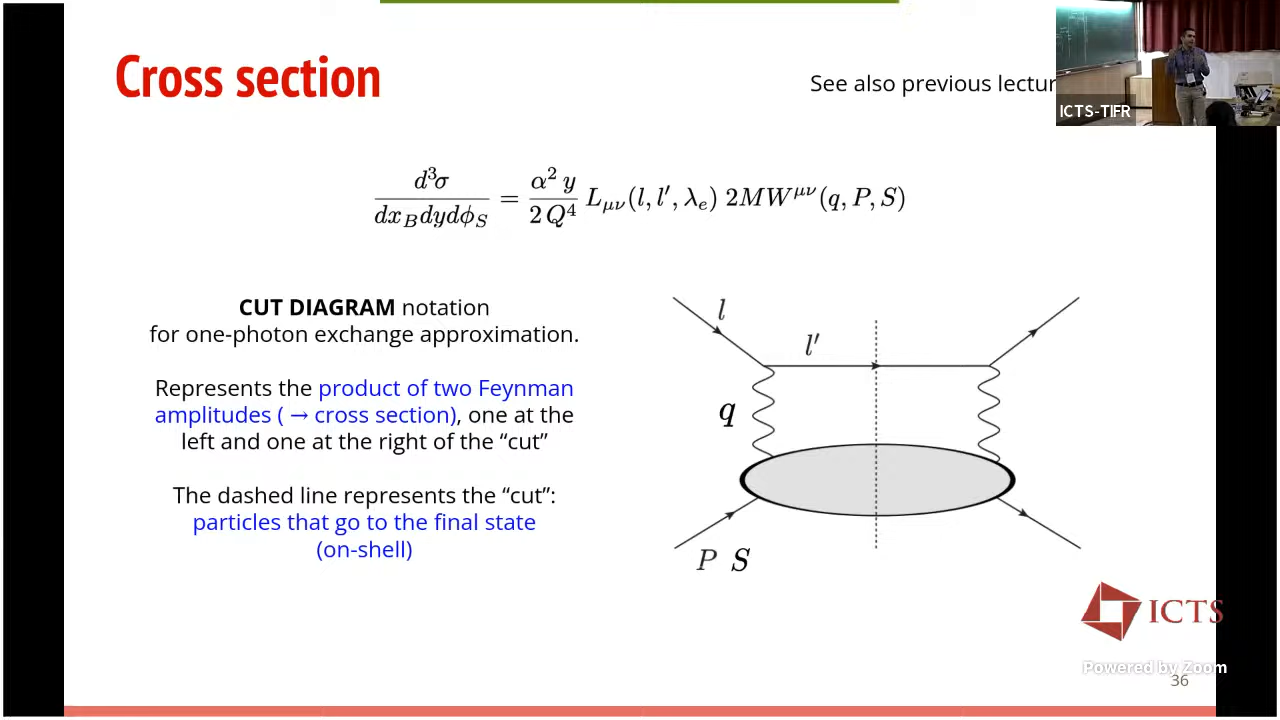 Cross section
See also previous lectur
ICTS-TIFR
d³σ / dx_B dy dϕ_S = α² y / 2 Q⁴ L_{μν}(l, l′, λ_e) 2MW^{μν}(q, P, S)
CUT DIAGRAM notation
for one-photon exchange approximation.
Represents the product of two Feynman
amplitudes ( → cross section), one at the
left and one at the right of the “cut”
The dashed line represents the “cut”:
particles that go to the final state
(on-shell)
l
l′
q
P S
ICTS
Powered by Zoom
36